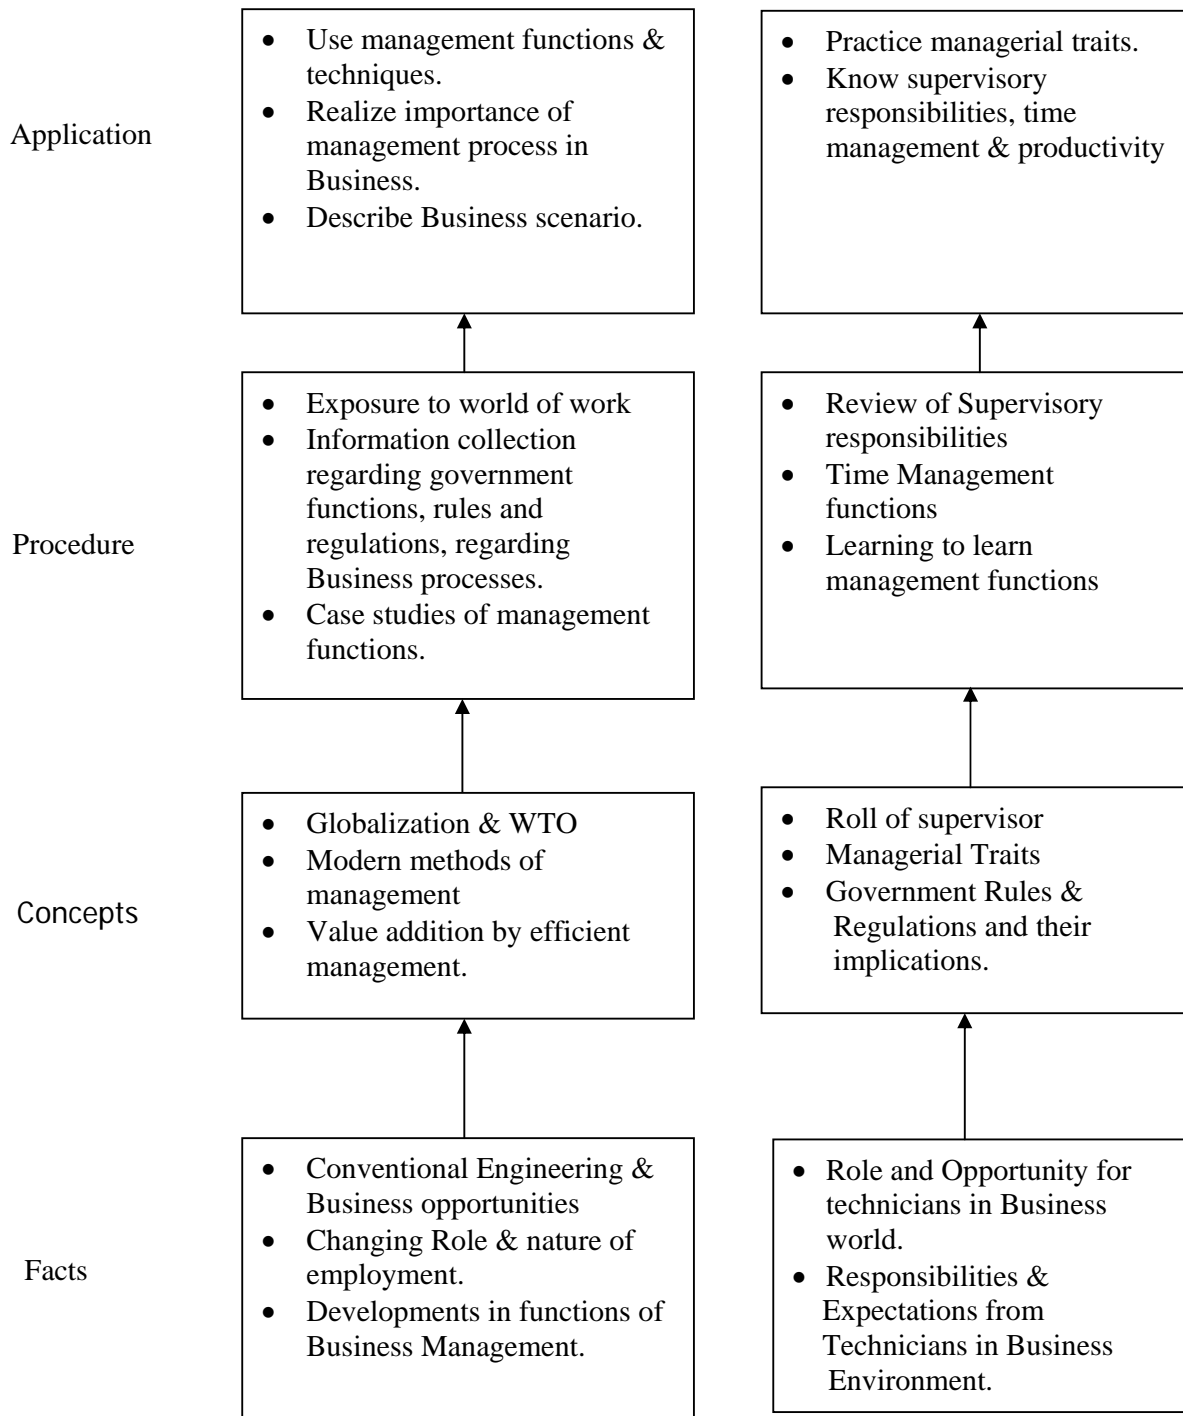 Application
• Use management functions &
techniques.
• Realize importance of
management process in
Business.
• Describe Business scenario.
• Practice managerial traits.
• Know supervisory
responsibilities, time
management & productivity
Procedure
• Exposure to world of work
• Information collection
regarding government
functions, rules and
regulations, regarding
Business processes.
• Case studies of management
functions.
• Review of Supervisory
responsibilities
• Time Management
functions
• Learning to learn
management functions
Concepts
• Globalization & WTO
• Modern methods of
management
• Value addition by efficient
management.
• Roll of supervisor
• Managerial Traits
• Government Rules &
Regulations and their
implications.
Facts
• Conventional Engineering &
Business opportunities
• Changing Role & nature of
employment.
• Developments in functions of
Business Management.
• Role and Opportunity for
technicians in Business
world.
• Responsibilities &
Expectations from
Technicians in Business
Environment.